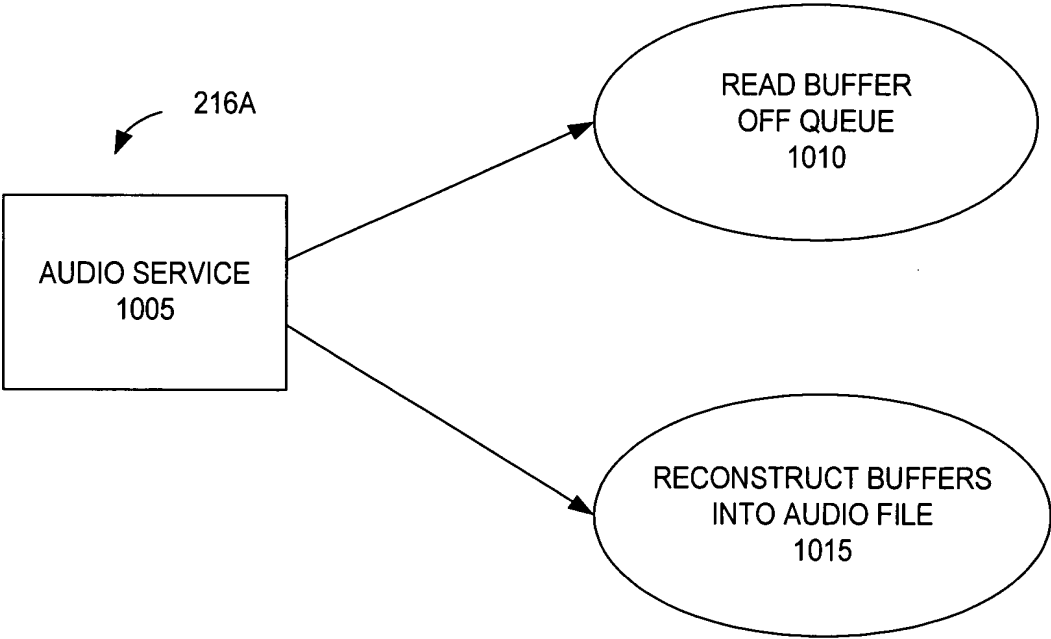 216A
READ BUFFER
OFF QUEUE
1010
AUDIO SERVICE
1005
RECONSTRUCT BUFFERS
INTO AUDIO FILE
1015